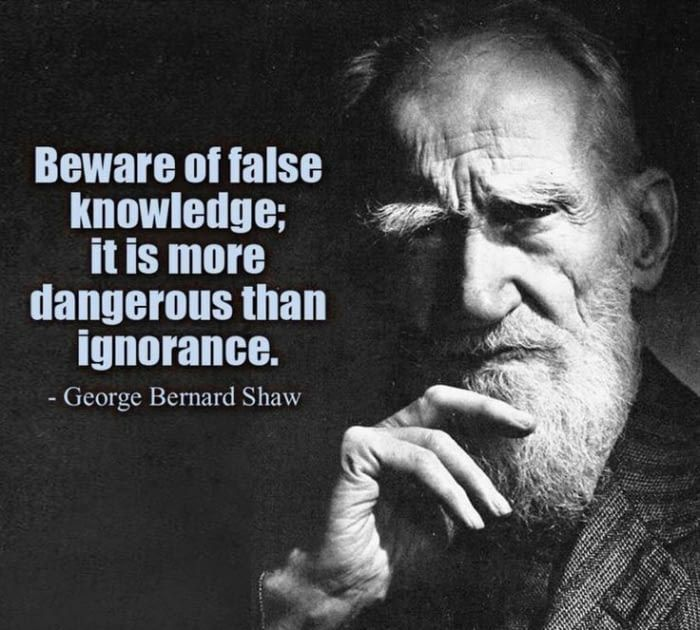 Beware of false
knowledge;
it is more
dangerous than
ignorance.
- George Bernard Shaw